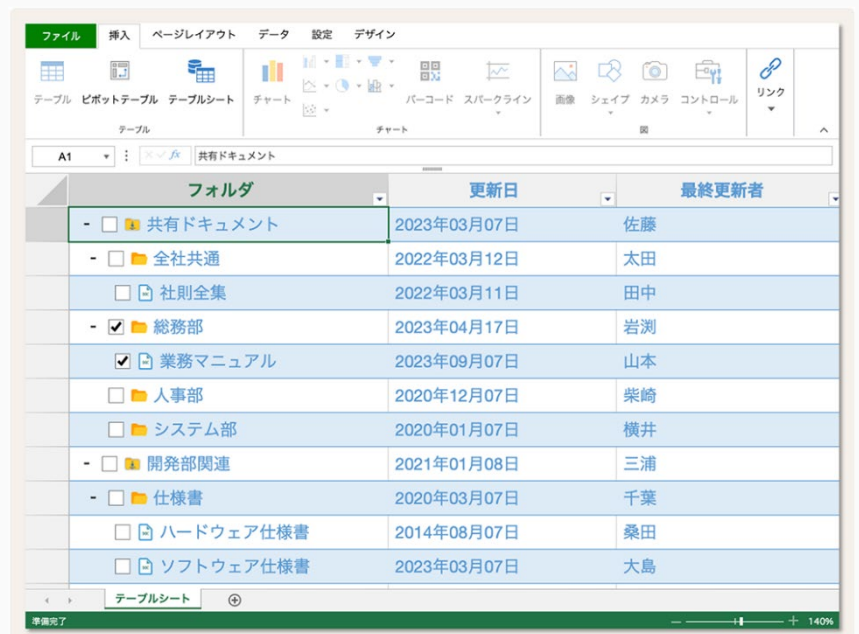 ファイル 挿入 ページレイアウト データ 設定 デザイン
テーブル ピボットテーブル テーブルシート チャート バーコード スパークライン 画像 シェイプ カメラ コントロール リンク
テーブル チャート 図
A1 fx 共有ドキュメント
フォルダ 更新日 最終更新者
- 共有ドキュメント 2023年03月07日 佐藤
- 全社共通 2022年03月12日 太田
社則全集 2022年03月11日 田中
- 総務部 2023年04月17日 岩渕
業務マニュアル 2023年09月07日 山本
人事部 2020年12月07日 柴崎
システム部 2020年01月07日 横井
- 開発部関連 2021年01月08日 三浦
- 仕様書 2020年03月07日 千葉
ハードウェア仕様書 2014年08月07日 桑田
ソフトウェア仕様書 2023年03月07日 大島
テーブルシート
準備完了 140%